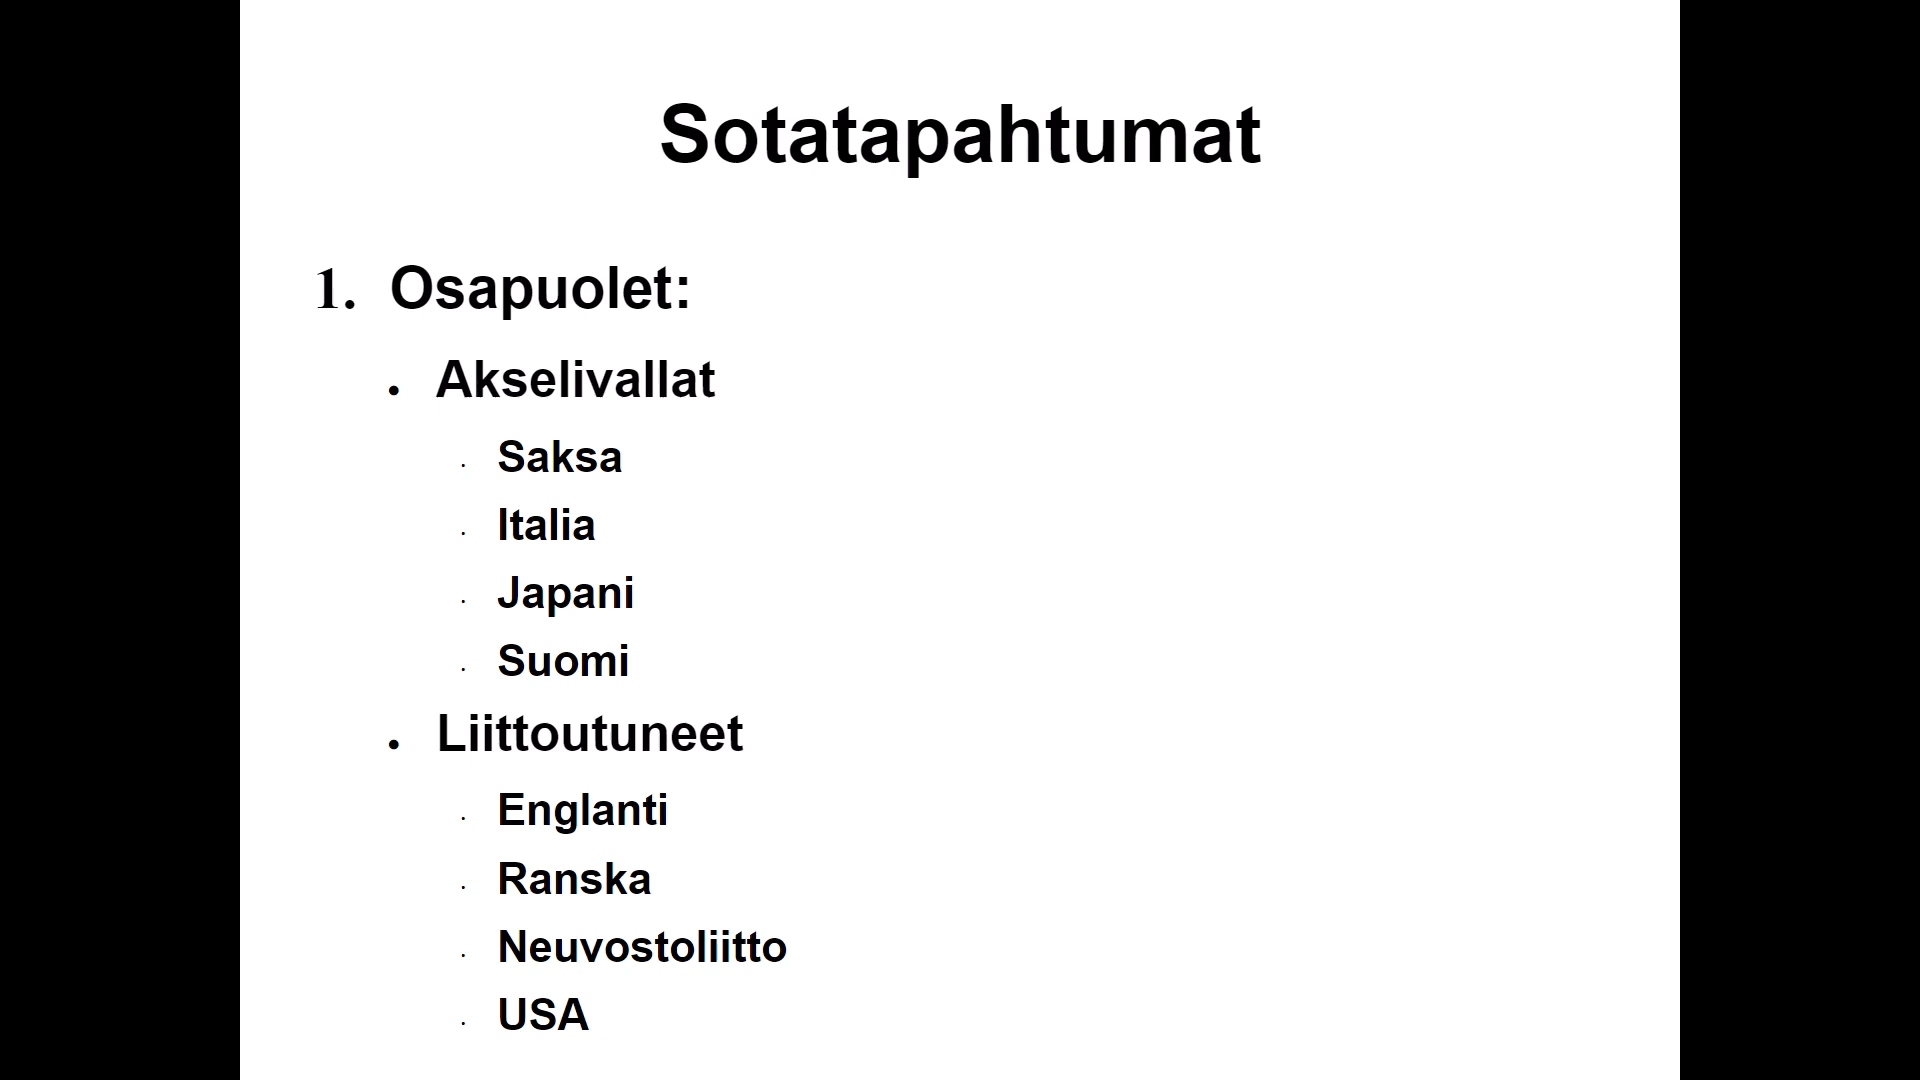 Sotatapahtumat
1. Osapuolet:
• Akselivallat
· Saksa
· Italia
· Japani
· Suomi
• Liittoutuneet
· Englanti
· Ranska
· Neuvostoliitto
· USA